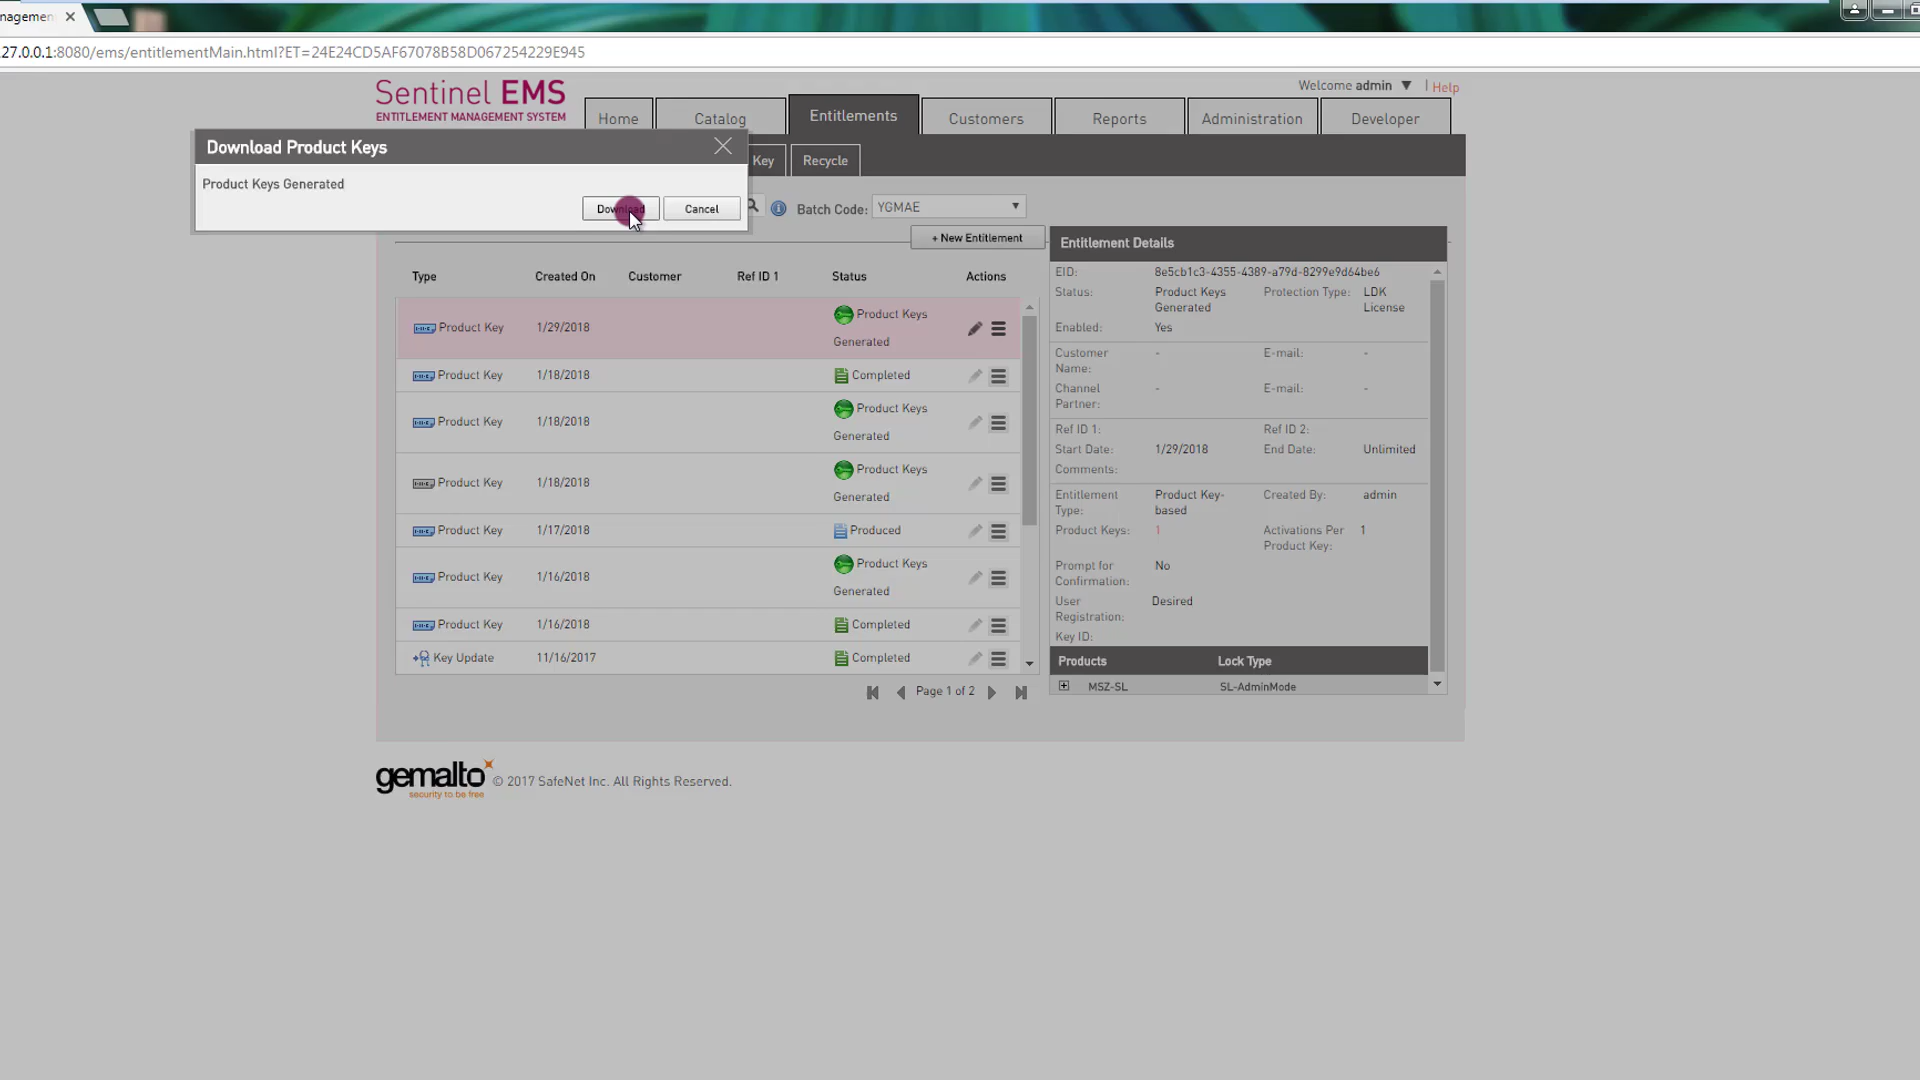 nagemen
27.0.0.1:8080/ems/entitlementMain.html?ET=24E24CD5AF67078B58D067254229E945
Sentinel EMS
ENTITLEMENT MANAGEMENT SYSTEM
Welcome admin ▼ | Help
Home Catalog Entitlements Customers Reports Administration Developer
Key Recycle
Download Product Keys
Product Keys Generated
Download Cancel
Batch Code: YGMAE
+ New Entitlement
Type Created On Customer Ref ID 1 Status Actions
Product Key 1/29/2018 Product Keys
Generated
Product Key 1/18/2018 Completed
Product Key 1/18/2018 Product Keys
Generated
Product Key 1/18/2018 Product Keys
Generated
Product Key 1/17/2018 Produced
Product Key 1/16/2018 Product Keys
Generated
Product Key 1/16/2018 Completed
Key Update 11/16/2017 Completed
Page 1 of 2
Entitlement Details
EID: 8e5cb1c3-4355-4389-a79d-8299e9d64be6
Status: Product Keys Protection Type: LDK
Generated License
Enabled: Yes
Customer - E-mail: -
Name:
Channel - E-mail: -
Partner:
Ref ID 1: Ref ID 2:
Start Date: 1/29/2018 End Date: Unlimited
Comments:
Entitlement Product Key- Created By: admin
Type: based
Product Keys: 1 Activations Per 1
Product Key:
Prompt for No
Confirmation:
User Desired
Registration:
Key ID:
Products Lock Type
MSZ-SL SL-AdminMode
gemalto
security to be free
© 2017 SafeNet Inc. All Rights Reserved.